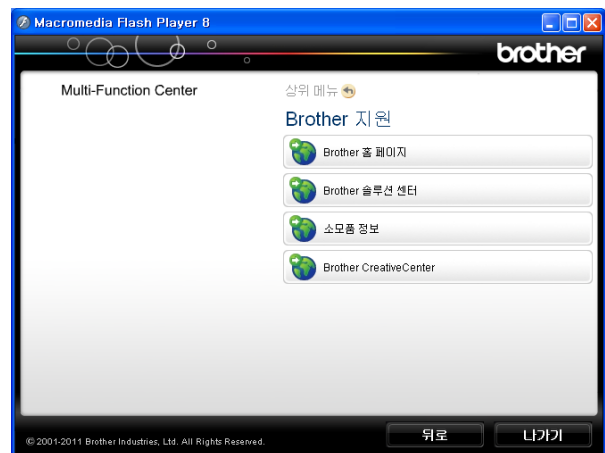 Macromedia Flash Player 8
brother
Multi-Function Center
상위 메뉴
Brother 지원
Brother 홈 페이지
Brother 솔루션 센터
소모품 정보
Brother CreativeCenter
© 2001-2011 Brother Industries, Ltd. All Rights Reserved.
뒤로
나가기